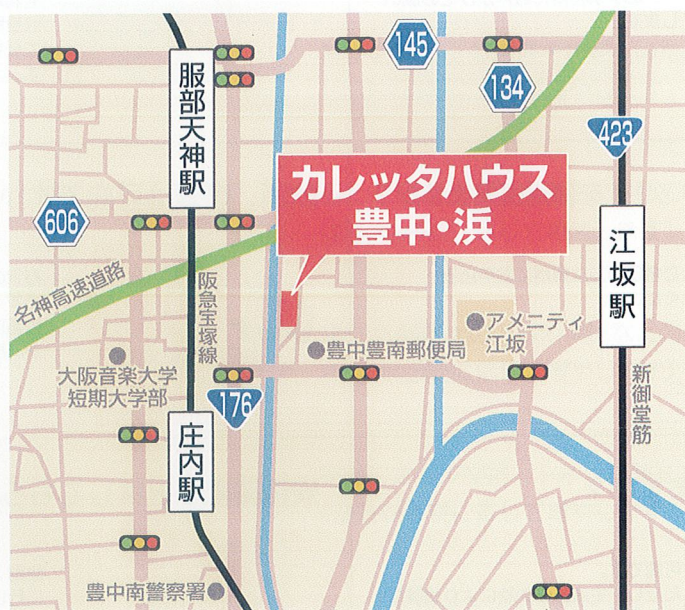 145
服部天神駅
134
423
カレッタハウス
豊中・浜
606
江坂駅
名神高速道路
阪急宝塚線
アメニティ
江坂
豊中豊南郵便局
大阪音楽大学
短期大学部
新御堂筋
176
庄内駅
豊中南警察署